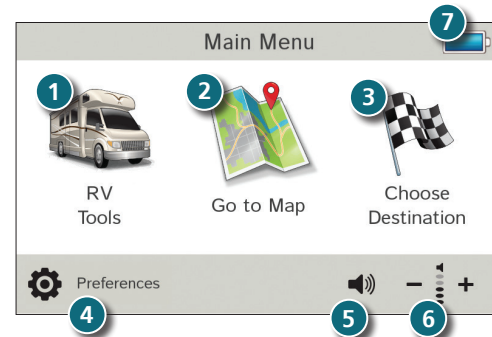 Main Menu
7
1
2
3
RV
Tools
Go to Map
Choose
Destination
Preferences
− +
4
5
6